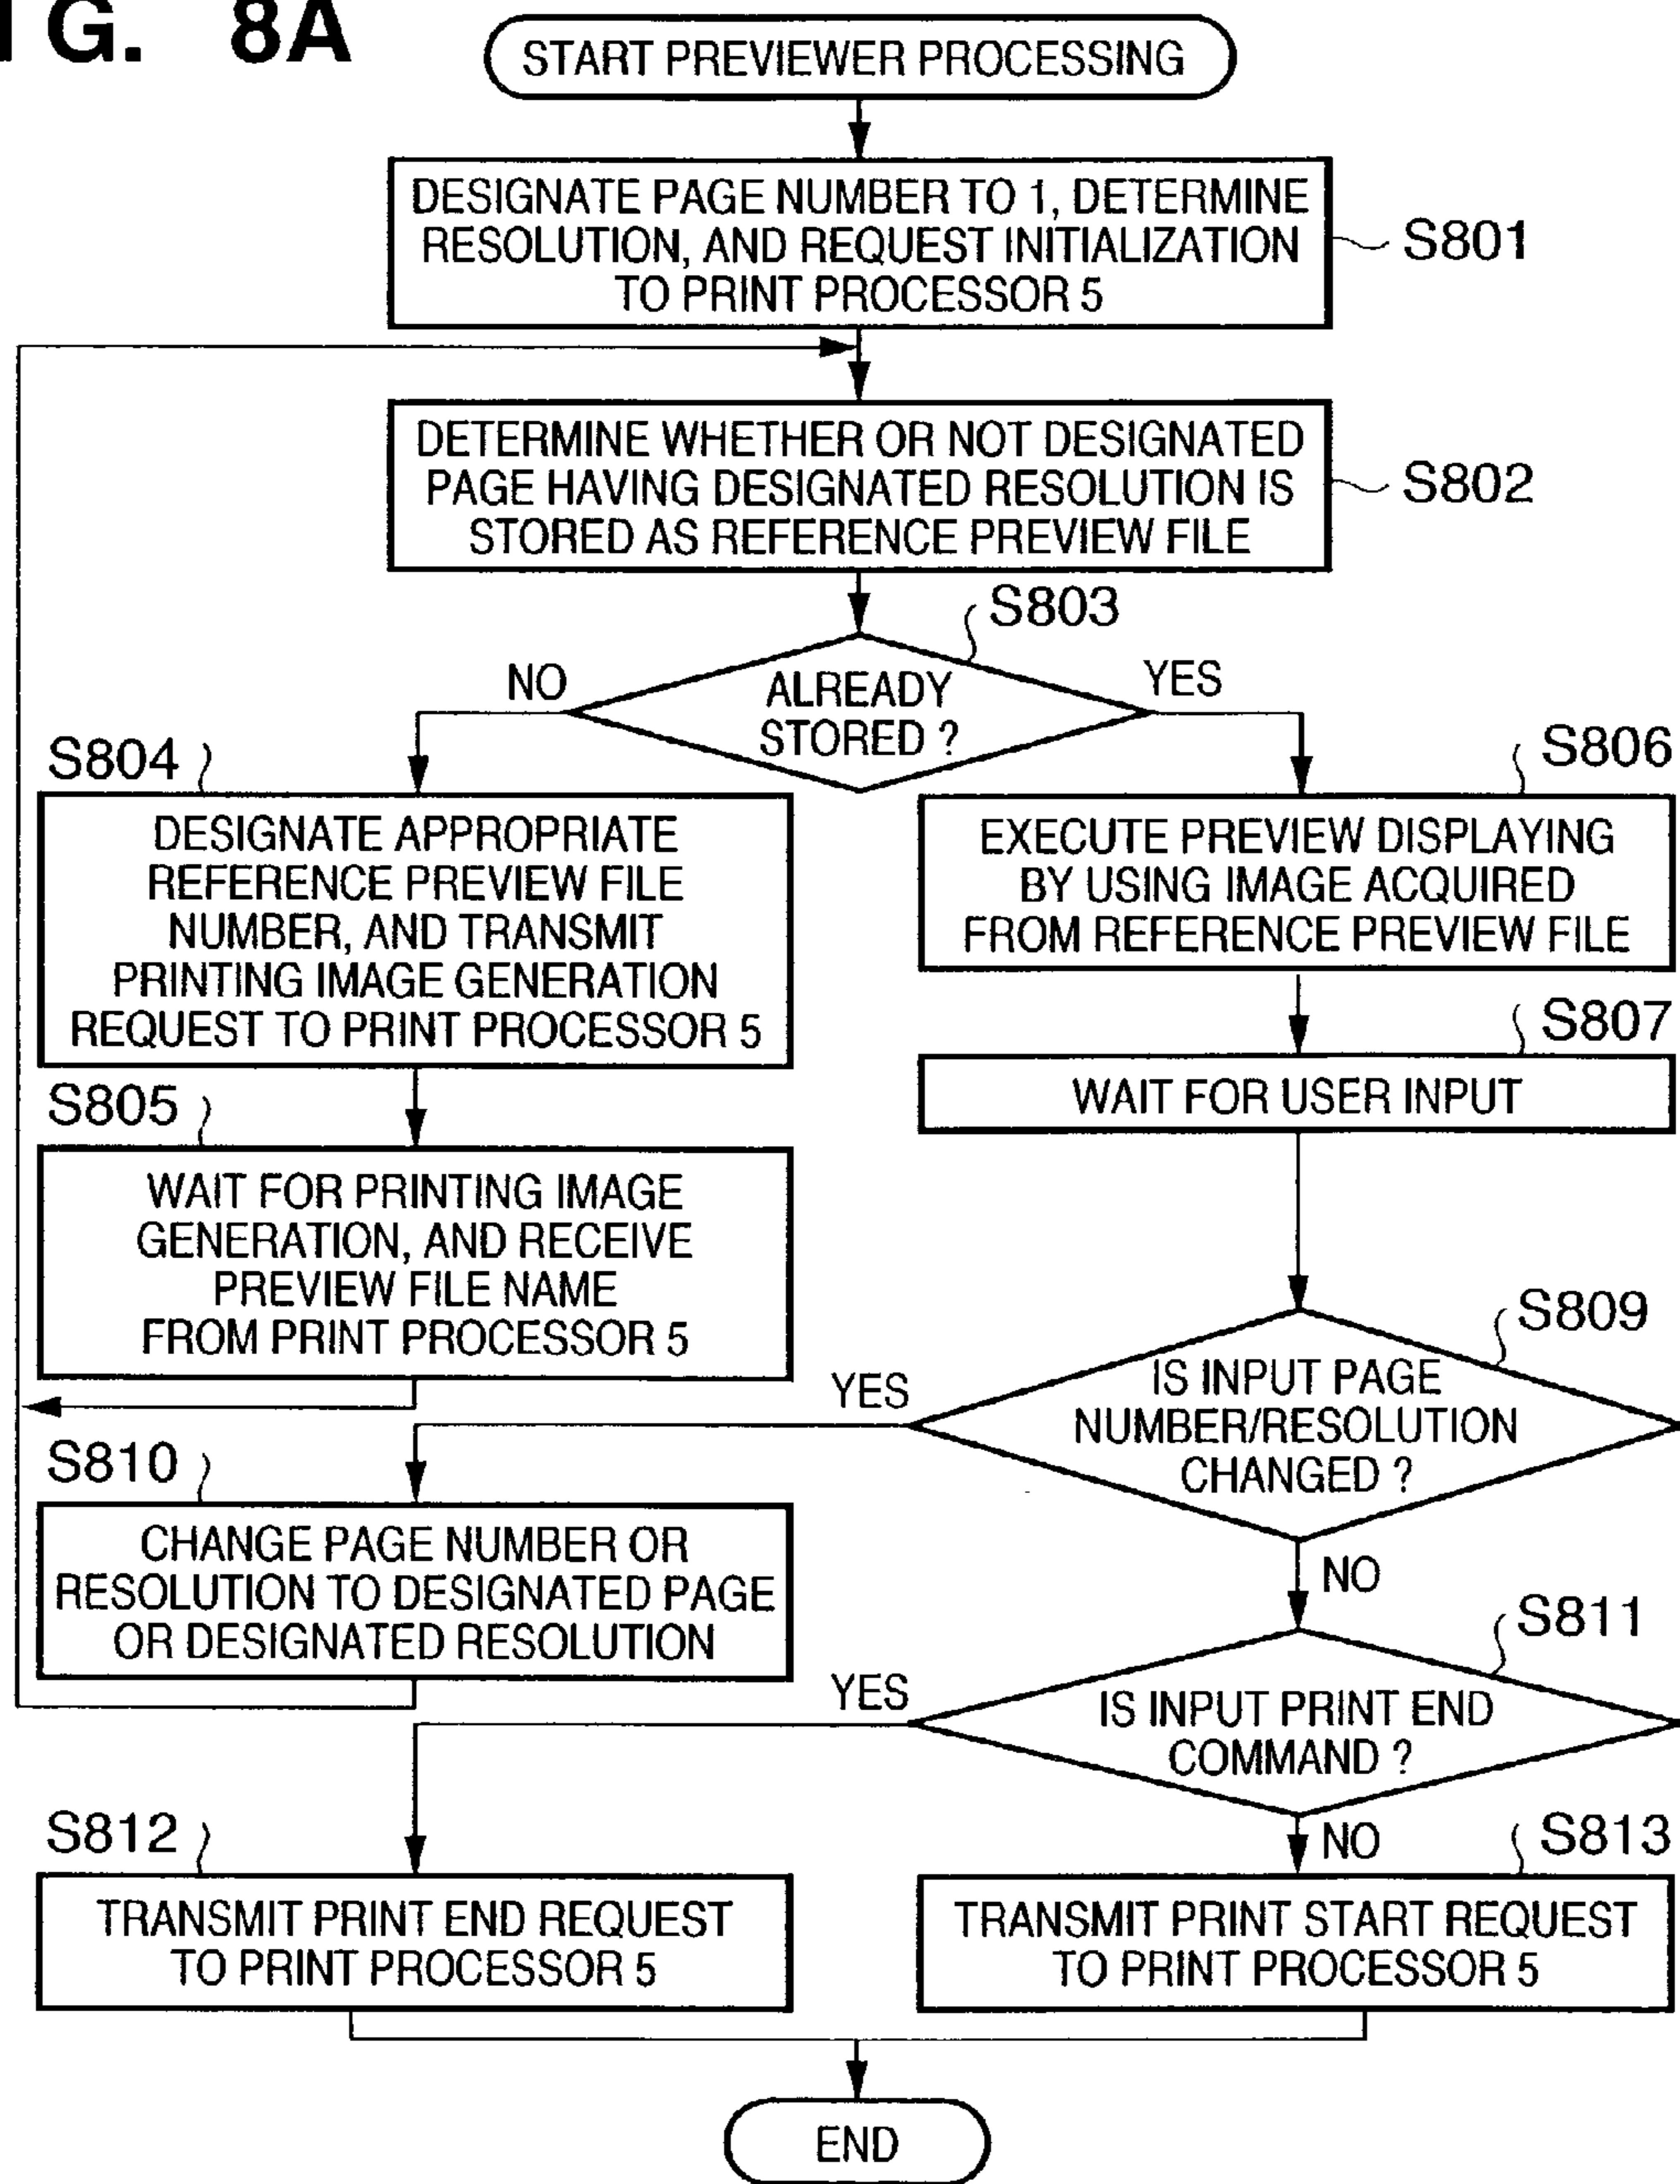 G. 8A
START PREVIEWER PROCESSING
DESIGNATE PAGE NUMBER TO 1, DETERMINE
RESOLUTION, AND REQUEST INITIALIZATION
TO PRINT PROCESSOR 5
S801
DETERMINE WHETHER OR NOT DESIGNATED
PAGE HAVING DESIGNATED RESOLUTION IS
STORED AS REFERENCE PREVIEW FILE
S802
S803
NO
ALREADY
STORED ?
YES
S804
DESIGNATE APPROPRIATE
REFERENCE PREVIEW FILE
NUMBER, AND TRANSMIT
PRINTING IMAGE GENERATION
REQUEST TO PRINT PROCESSOR 5
S806
EXECUTE PREVIEW DISPLAYING
BY USING IMAGE ACQUIRED
FROM REFERENCE PREVIEW FILE
S807
WAIT FOR USER INPUT
S805
WAIT FOR PRINTING IMAGE
GENERATION, AND RECEIVE
PREVIEW FILE NAME
FROM PRINT PROCESSOR 5
S809
YES
IS INPUT PAGE
NUMBER/RESOLUTION
CHANGED ?
NO
S810
CHANGE PAGE NUMBER OR
RESOLUTION TO DESIGNATED PAGE
OR DESIGNATED RESOLUTION
S811
YES
IS INPUT PRINT END
COMMAND ?
NO
S812
TRANSMIT PRINT END REQUEST
TO PRINT PROCESSOR 5
S813
TRANSMIT PRINT START REQUEST
TO PRINT PROCESSOR 5
END